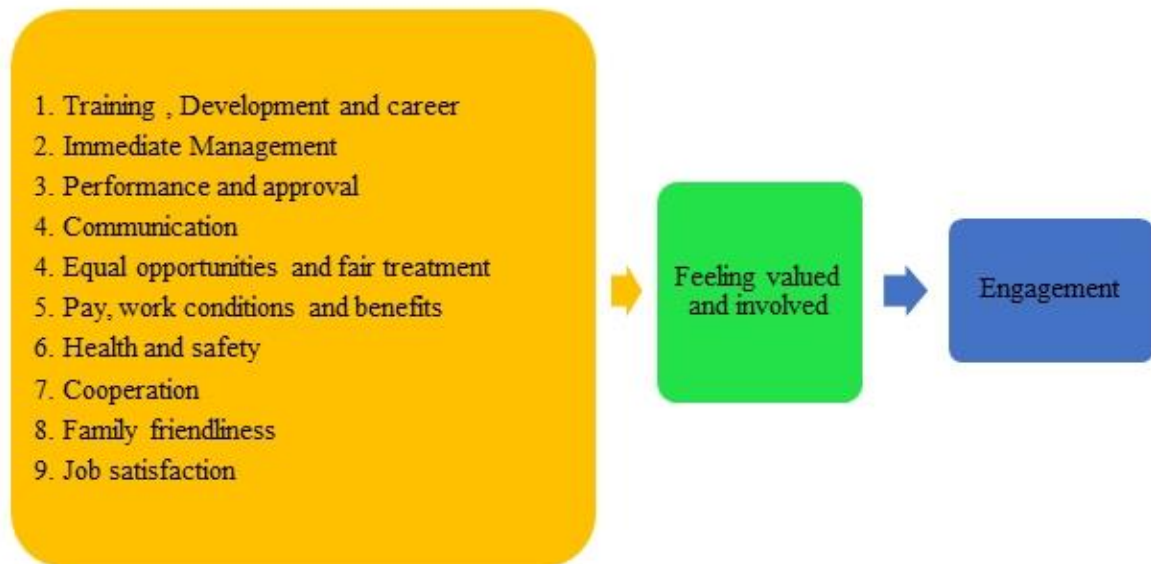 1. Training , Development and career
2. Immediate Management
3. Performance and approval
4. Communication
4. Equal opportunities and fair treatment
5. Pay, work conditions and benefits
6. Health and safety
7. Cooperation
8. Family friendliness
9. Job satisfaction
Feeling valued
and involved
Engagement